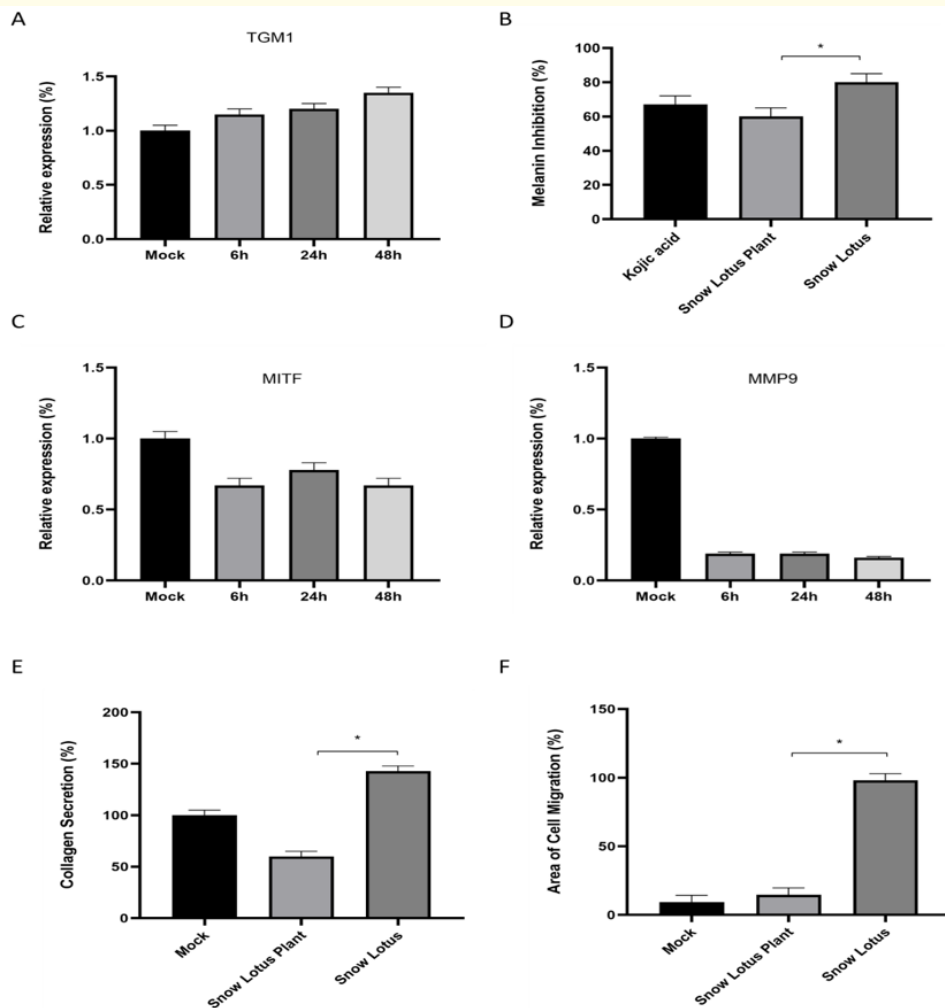 A
TGM1
Relative expression (%)
1.5
1.0
0.5
0.0
Mock 6h 24h 48h
B
Melanin Inhibition (%)
100
80
60
40
20
0
*
Kojic acid
Snow Lotus Plant
Snow Lotus
C
MITF
Relative expression (%)
1.5
1.0
0.5
0.0
Mock 6h 24h 48h
D
MMP9
Relative expression (%)
1.5
1.0
0.5
0.0
Mock 6h 24h 48h
E
Collagen Secretion (%)
200
150
100
50
0
*
Mock
Snow Lotus Plant
Snow Lotus
F
Area of Cell Migration (%)
150
100
50
0
*
Mock
Snow Lotus Plant
Snow Lotus